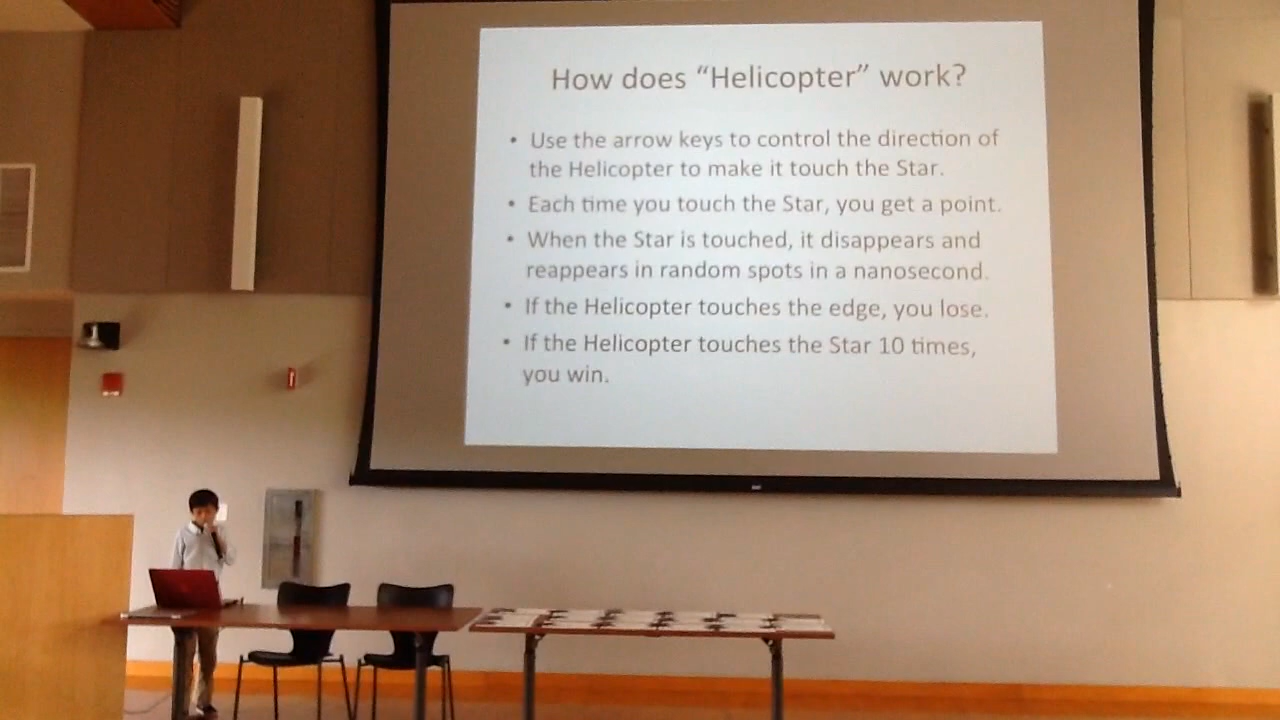 How does “Helicopter” work?
• Use the arrow keys to control the direction of
the Helicopter to make it touch the Star.
• Each time you touch the Star, you get a point.
• When the Star is touched, it disappears and
reappears in random spots in a nanosecond.
• If the Helicopter touches the edge, you lose.
• If the Helicopter touches the Star 10 times,
you win.